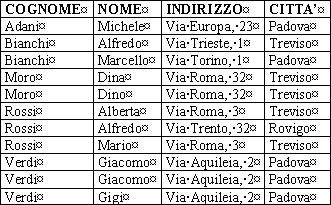 COGNOME¤ NOME¤ INDIRIZZO¤ CITTA'¤
Adani¤ Michele¤ Via·Europa,·23¤ Padova¤
Bianchi¤ Alfredo¤ Via·Trieste,·1¤ Treviso¤
Bianchi¤ Marcello¤ Via·Torino,·1¤ Padova¤
Moro¤ Dina¤ Via·Roma,·32¤ Treviso¤
Moro¤ Dino¤ Via·Roma,·32¤ Treviso¤
Rossi¤ Alberta¤ Via·Roma,·3¤ Treviso¤
Rossi¤ Alfredo¤ Via·Trento,·32¤ Rovigo¤
Rossi¤ Mario¤ Via·Roma,·3¤ Treviso¤
Verdi¤ Giacomo¤ Via·Aquileia,·2¤ Padova¤
Verdi¤ Giacomo¤ Via·Aquileia,·2¤ Padova¤
Verdi¤ Gigi¤ Via·Aquileia,·2¤ Padova¤